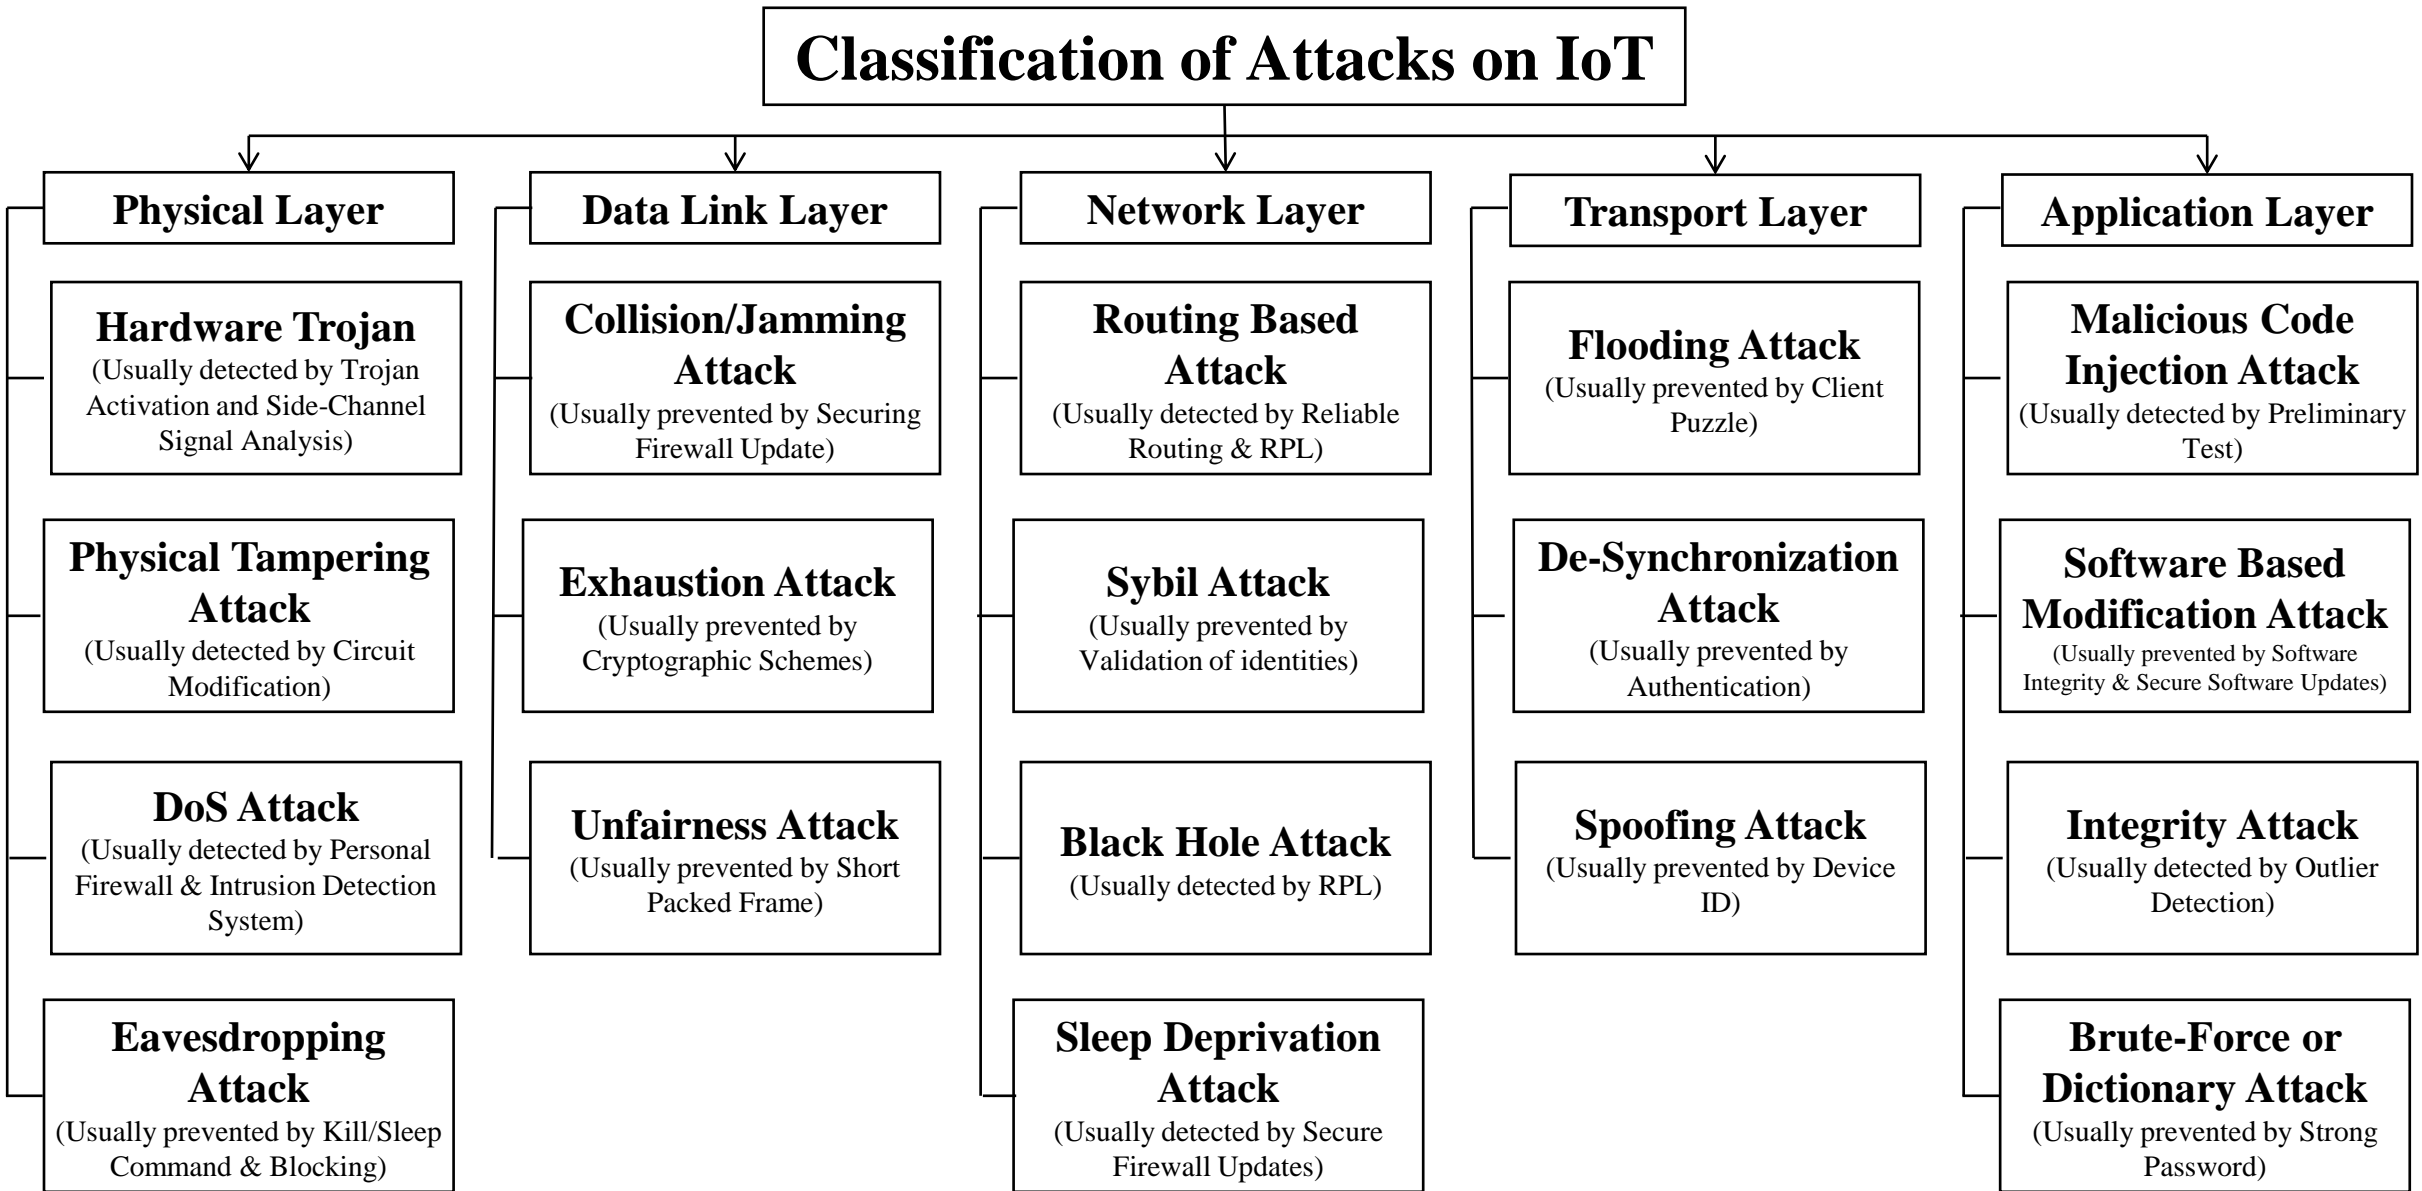 Classification of Attacks on IoT
Physical Layer
Hardware Trojan
(Usually detected by Trojan
Activation and Side-Channel
Signal Analysis)
Physical Tampering
Attack
(Usually detected by Circuit
Modification)
DoS Attack
(Usually detected by Personal
Firewall & Intrusion Detection
System)
Eavesdropping
Attack
(Usually prevented by Kill/Sleep
Command & Blocking)
Data Link Layer
Collision/Jamming
Attack
(Usually prevented by Securing
Firewall Update)
Exhaustion Attack
(Usually prevented by
Cryptographic Schemes)
Unfairness Attack
(Usually prevented by Short
Packed Frame)
Network Layer
Routing Based
Attack
(Usually detected by Reliable
Routing & RPL)
Sybil Attack
(Usually prevented by
Validation of identities)
Black Hole Attack
(Usually detected by RPL)
Sleep Deprivation
Attack
(Usually detected by Secure
Firewall Updates)
Transport Layer
Flooding Attack
(Usually prevented by Client
Puzzle)
De-Synchronization
Attack
(Usually prevented by
Authentication)
Spoofing Attack
(Usually prevented by Device
ID)
Application Layer
Malicious Code
Injection Attack
(Usually detected by Preliminary
Test)
Software Based
Modification Attack
(Usually prevented by Software
Integrity & Secure Software Updates)
Integrity Attack
(Usually detected by Outlier
Detection)
Brute-Force or
Dictionary Attack
(Usually prevented by Strong
Password)